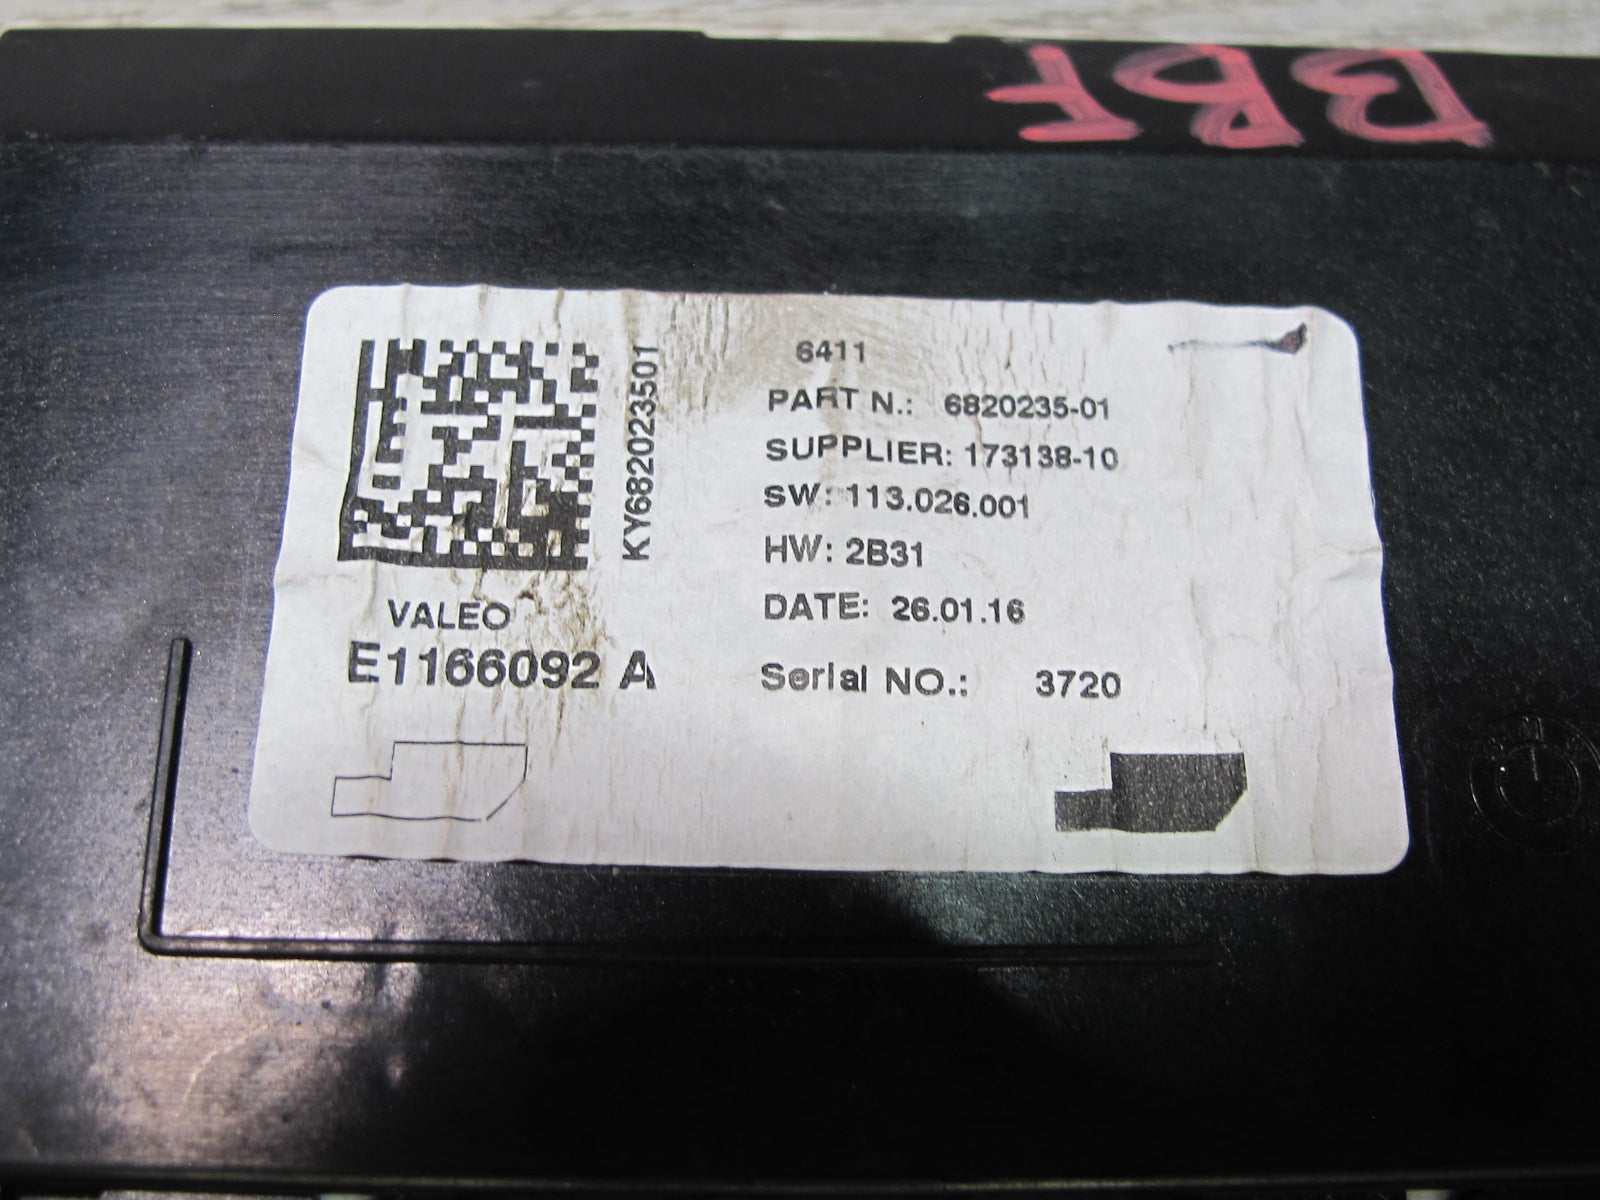 BBF
6411
PART N.: 6820235-01
SUPPLIER: 173138-10
SW: 113.026.001
HW: 2B31
DATE: 26.01.16
Serial NO.: 3720
KY682023501
VALEO
E1166092 A